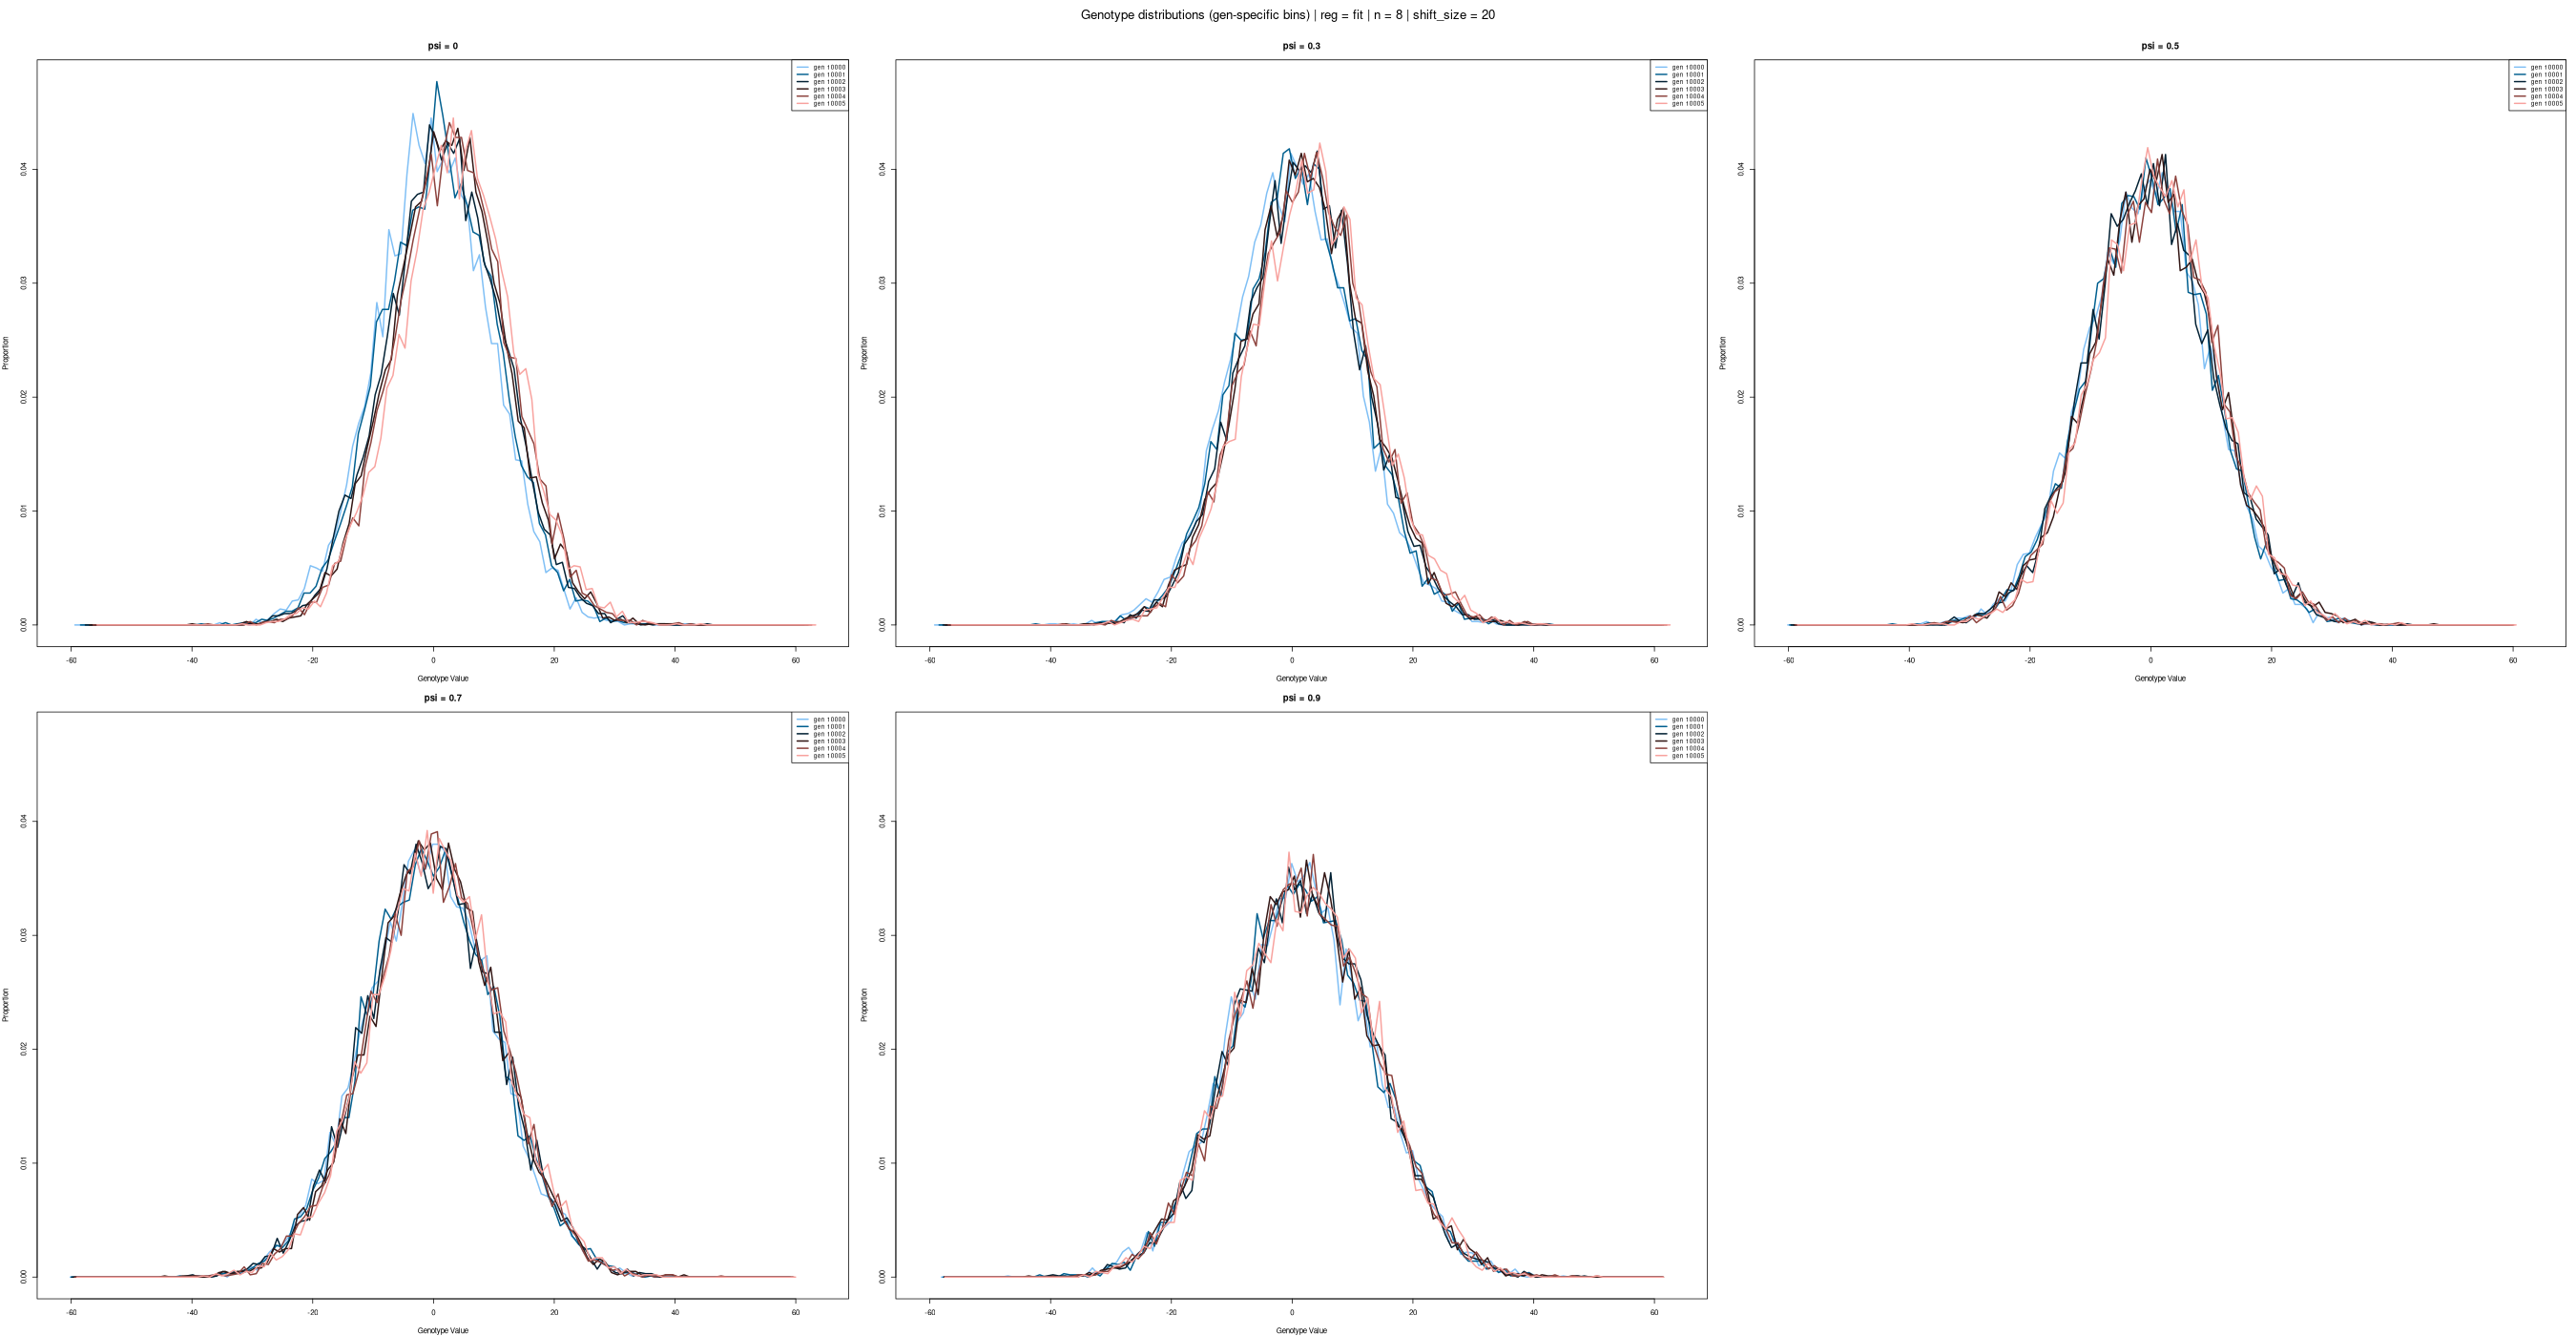 Genotype distributions (gen-specific bins) | reg = fit | n = 8 | shift_size = 20
psi = 0
gen 10000
gen 10001
gen 10002
gen 10003
gen 10004
gen 10005
Proportion
0.00
0.01
0.02
0.03
0.04
-60 -40 -20 0 20 40 60
Genotype Value
psi = 0.3
gen 10000
gen 10001
gen 10002
gen 10003
gen 10004
gen 10005
Proportion
0.00
0.01
0.02
0.03
0.04
-60 -40 -20 0 20 40 60
Genotype Value
psi = 0.5
gen 10000
gen 10001
gen 10002
gen 10003
gen 10004
gen 10005
Proportion
0.00
0.01
0.02
0.03
0.04
-60 -40 -20 0 20 40 60
Genotype Value
psi = 0.7
gen 10000
gen 10001
gen 10002
gen 10003
gen 10004
gen 10005
Proportion
0.00
0.01
0.02
0.03
0.04
-60 -40 -20 0 20 40 60
Genotype Value
psi = 0.9
gen 10000
gen 10001
gen 10002
gen 10003
gen 10004
gen 10005
Proportion
0.00
0.01
0.02
0.03
0.04
-60 -40 -20 0 20 40 60
Genotype Value